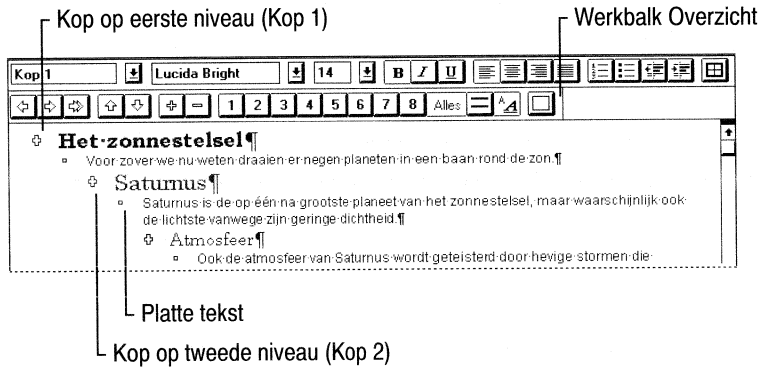 Kop op eerste niveau (Kop 1)
Werkbalk Overzicht
Kop 1 Lucida Bright 14 B I U
1 2 3 4 5 6 7 8 Alles A A
Het·zonnestelsel¶
Voor·zover·we·nu·weten·draaien·er·negen·planeten·in·een·baan·rond·de·zon.¶
Saturnus¶
Saturnus·is·de·op·één·na·grootste·planeet·van·het·zonnestelsel,·maar·waarschijnlijk·ook·
de·lichtste·vanwege·zijn·geringe·dichtheid.¶
Atmosfeer¶
Ook·de·atmosfeer·van·Saturnus·wordt·geteisterd·door·hevige·stormen·die·
Platte tekst
Kop op tweede niveau (Kop 2)